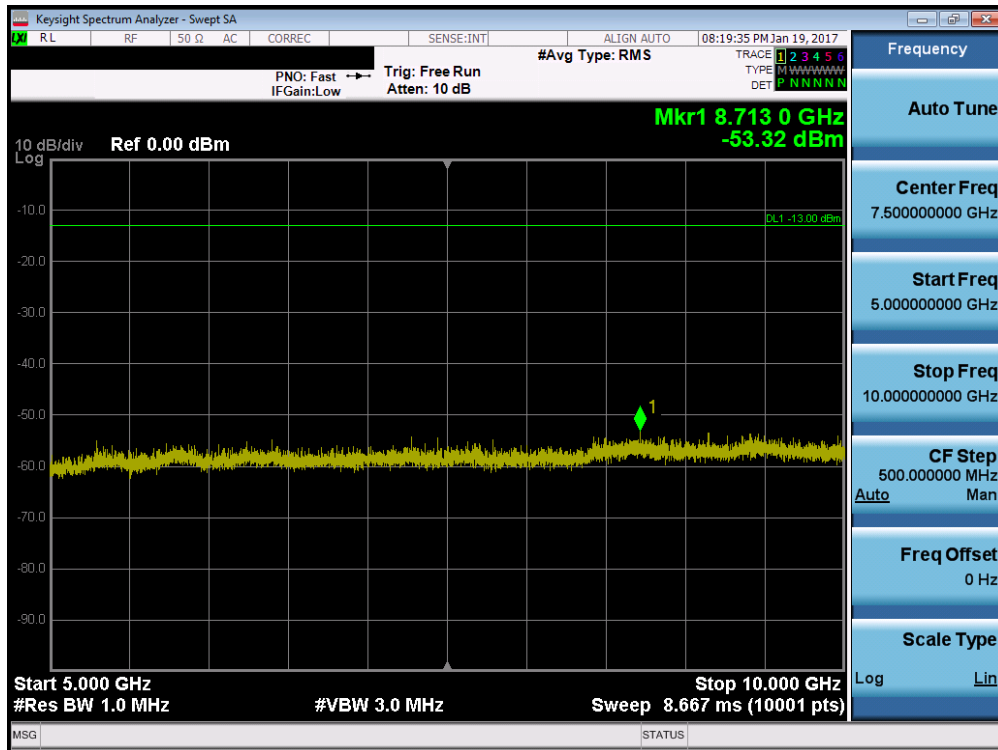 Keysight Spectrum Analyzer - Swept SA
LXI RL RF 50 Ω AC CORREC SENSE:INT ALIGN AUTO 08:19:35 PM Jan 19, 2017
#Avg Type: RMS TRACE 1 2 3 4 5 6
PNO: Fast Trig: Free Run TYPE M WWWWW
IFGain:Low Atten: 10 dB DET P N N N N N
Mkr1 8.713 0 GHz
-53.32 dBm
10 dB/div Ref 0.00 dBm
Log
-10.0
DL1 -13.00 dBm
-20.0
-30.0
-40.0
-50.0
1
-60.0
-70.0
-80.0
-90.0
Start 5.000 GHz Stop 10.000 GHz
#Res BW 1.0 MHz #VBW 3.0 MHz Sweep 8.667 ms (10001 pts)
MSG STATUS
Frequency
Auto Tune
Center Freq
7.500000000 GHz
Start Freq
5.000000000 GHz
Stop Freq
10.000000000 GHz
CF Step
500.000000 MHz
Auto Man
Freq Offset
0 Hz
Scale Type
Log Lin